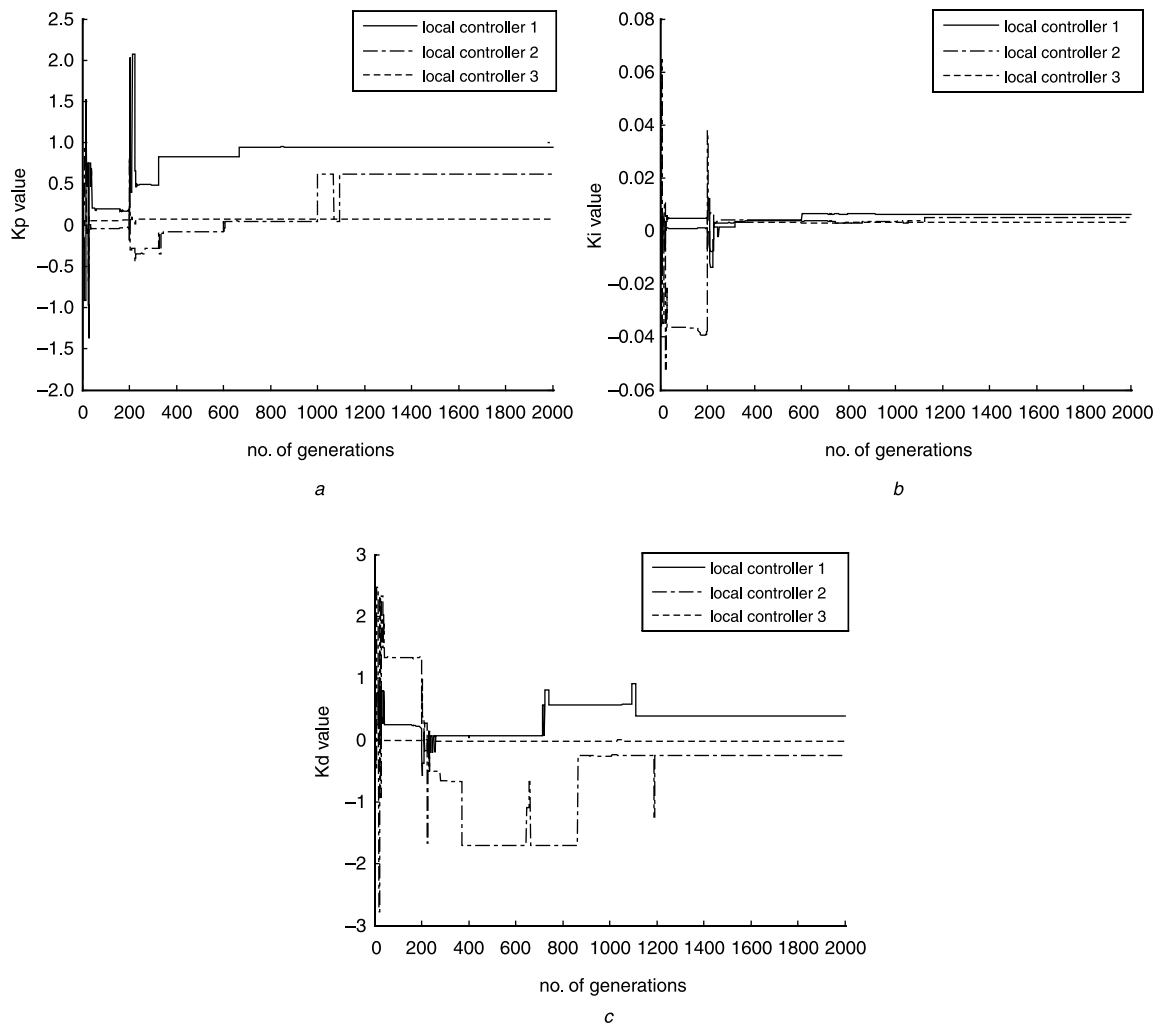 2.5
2.0
1.5
1.0
0.5
0
−0.5
−1.0
−1.5
−2.0
Kp value
0 200 400 600 800 1000 1200 1400 1600 1800 2000
no. of generations
local controller 1
local controller 2
local controller 3
a
0.08
0.06
0.04
0.02
0
−0.02
−0.04
−0.06
Ki value
0 200 400 600 800 1000 1200 1400 1600 1800 2000
no. of generations
local controller 1
local controller 2
local controller 3
b
3
2
1
0
−1
−2
−3
Kd value
0 200 400 600 800 1000 1200 1400 1600 1800 2000
no. of generations
local controller 1
local controller 2
local controller 3
c